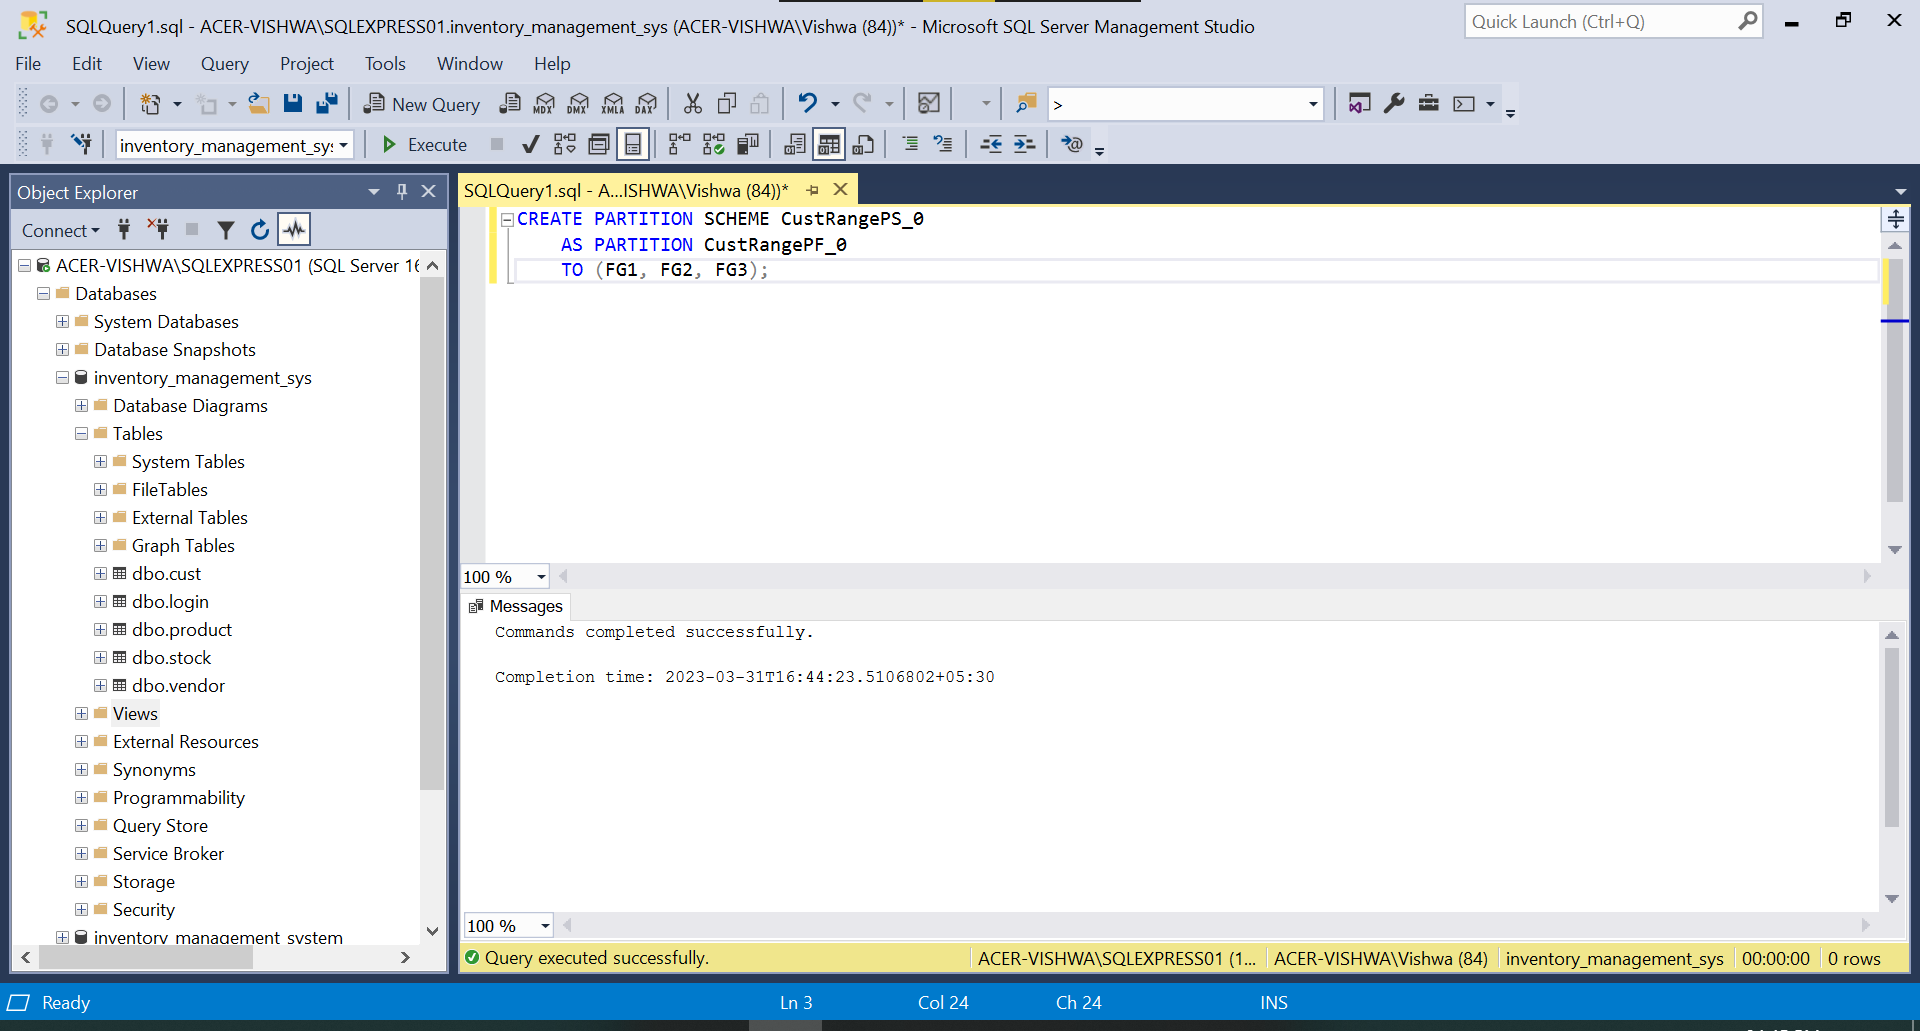 SQLQuery1.sql - ACER-VISHWA\SQLEXPRESS01.inventory_management_sys (ACER-VISHWA\Vishwa (84))* - Microsoft SQL Server Management Studio
Quick Launch (Ctrl+Q)
File Edit View Query Project Tools Window Help
New Query MDX DMX XMLA DAX >
inventory_management_sy Execute
Object Explorer
Connect
ACER-VISHWA\SQLEXPRESS01 (SQL Server 16
Databases
System Databases
Database Snapshots
inventory_management_sys
Database Diagrams
Tables
System Tables
FileTables
External Tables
Graph Tables
dbo.cust
dbo.login
dbo.product
dbo.stock
dbo.vendor
Views
External Resources
Synonyms
Programmability
Query Store
Service Broker
Storage
Security
inventory_management_system
SQLQuery1.sql - A...ISHWA\Vishwa (84))*
CREATE PARTITION SCHEME CustRangePS_0
AS PARTITION CustRangePF_0
TO (FG1, FG2, FG3);
100 %
Messages
Commands completed successfully.
Completion time: 2023-03-31T16:44:23.5106802+05:30
100 %
Query executed successfully. ACER-VISHWA\SQLEXPRESS01 (1... ACER-VISHWA\Vishwa (84) inventory_management_sys 00:00:00 0 rows
Ready Ln 3 Col 24 Ch 24 INS